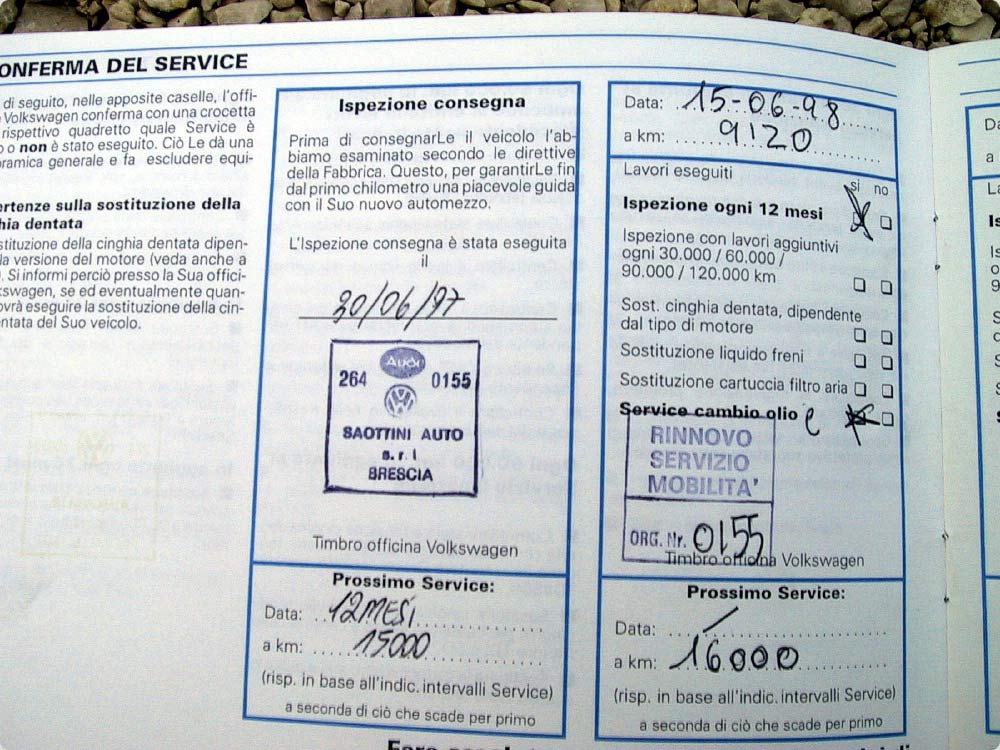 ONFERMA DEL SERVICE
di seguito, nelle apposite caselle, l'offi-
Volkswagen conferma con una crocetta
rispettivo quadretto quale Service è
o o non è stato eseguito. Ciò Le dà una
oramica generale e fa escludere equi-
ertenze sulla sostituzione della
hia dentata
stituzione della cinghia dentata dipen-
la versione del motore (veda anche a
). Si informi perciò presso la Sua offici-
kswagen, se ed eventualmente quan-
ovrà eseguire la sostituzione della cin-
entata del Suo veicolo.
Ispezione consegna
Prima di consegnarLe il veicolo l'ab-
biamo esaminato secondo le direttive
della Fabbrica. Questo, per garantirLe fin
dal primo chilometro una piacevole guida
con il Suo nuovo automezzo.
L'Ispezione consegna è stata eseguita
il
30/06/97
Audi
264 0155
SAOTTINI AUTO
s.r.l
BRESCIA
Timbro officina Volkswagen
Prossimo Service:
Data: 12 MESI
a km: 15000
(risp. in base all'indic. intervalli Service)
a seconda di ciò che scade per primo
Data: 15-06-98
a km: 9120
Lavori eseguiti
si no
Ispezione ogni 12 mesi
Ispezione con lavori aggiuntivi
ogni 30.000 / 60.000 /
90.000 / 120.000 km
Sost. cinghia dentata, dipendente
dal tipo di motore
Sostituzione liquido freni
Sostituzione cartuccia filtro aria
Service cambio olio e
RINNOVO
SERVIZIO
MOBILITA'
ORG. Nr. 0155
Timbro officina Volkswagen
Prossimo Service:
Data: /
a km: 16000
(risp. in base all'indic. intervalli Service)
a seconda di ciò che scade per primo